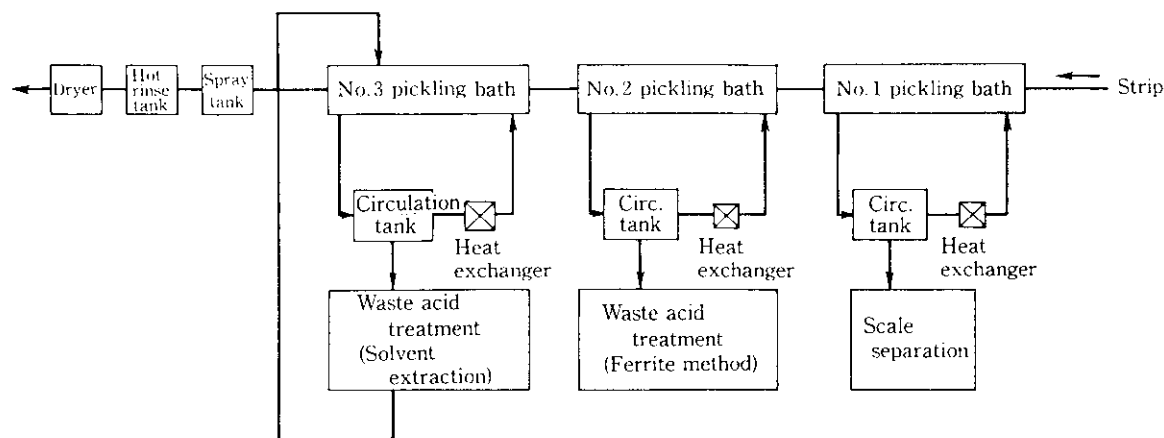 Dryer
Hot
rinse
tank
Spray
tank
No.3 pickling bath
No.2 pickling bath
No.1 pickling bath
Strip
Circulation
tank
Heat
exchanger
Circ.
tank
Heat
exchanger
Circ.
tank
Heat
exchanger
Waste acid
treatment
(Solvent
extraction)
Waste acid
treatment
(Ferrite method)
Scale
separation